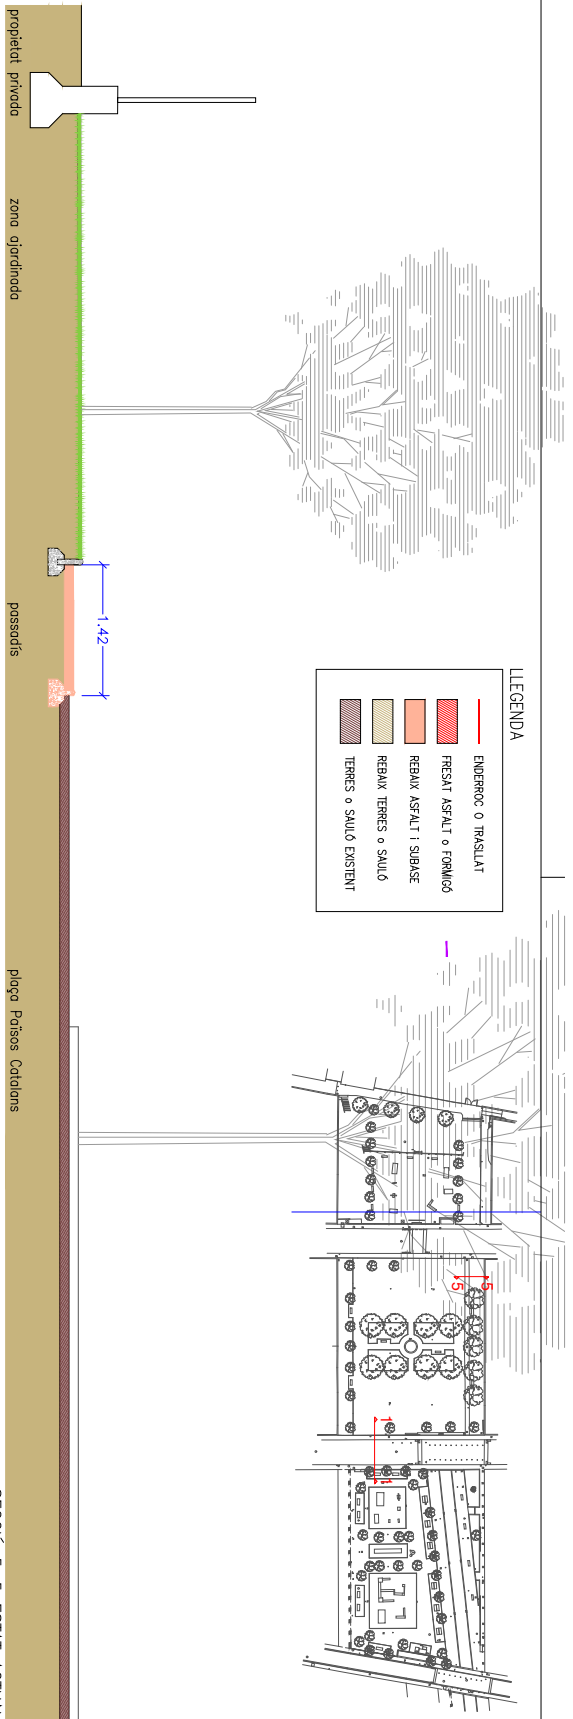 propietat privada
zona ajardinada
passadís
plaça Països Catalans
1.42
LLEGENDA
ENDERROC O TRASLLAT
FRESAT ASFALT o FORMIGÓ
REBAIX ASFALT i SUBASE
REBAIX TERRES o SAULÓ
TERRES o SAULÓ EXISTENT
5
5
1
1